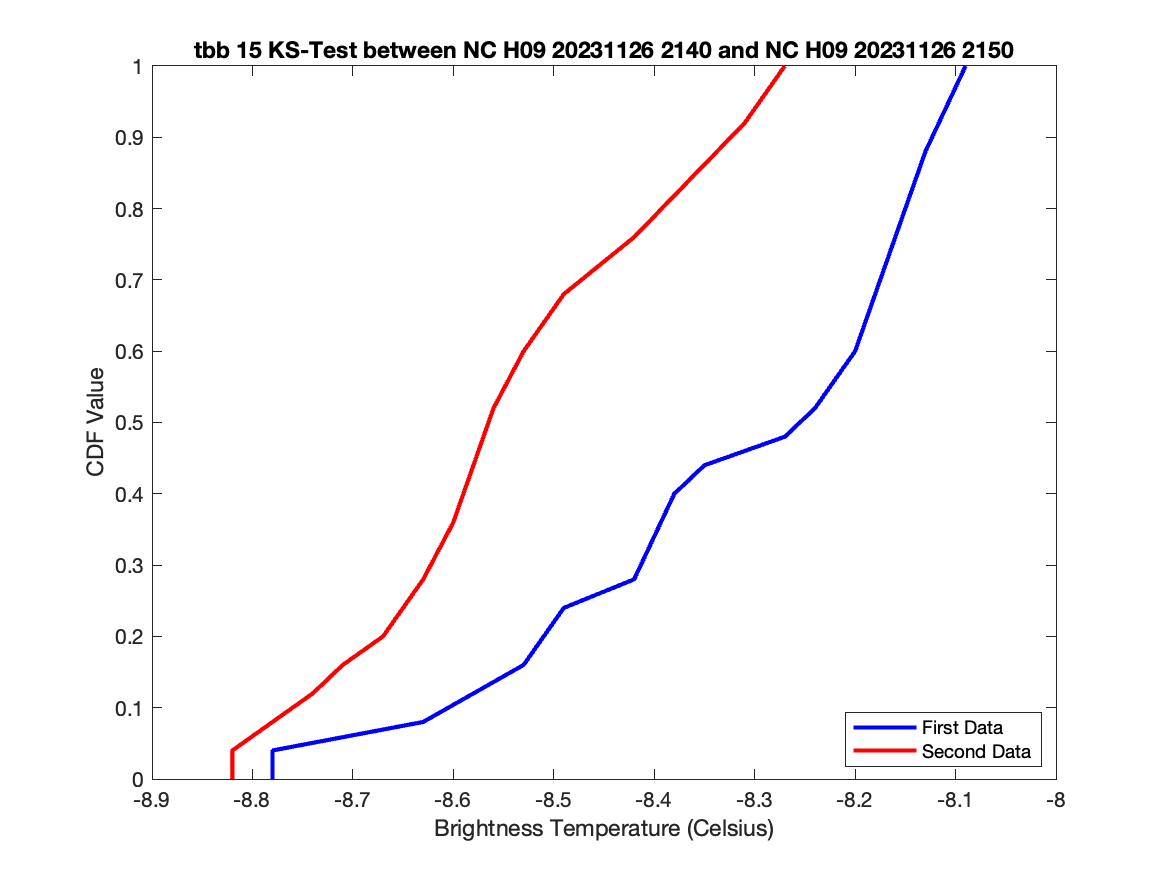 tbb 15 KS-Test between NC H09 20231126 2140 and NC H09 20231126 2150
1
0.9
0.8
0.7
0.6
0.5
0.4
0.3
0.2
0.1
0
CDF Value
First Data
Second Data
-8.9 -8.8 -8.7 -8.6 -8.5 -8.4 -8.3 -8.2 -8.1 -8
Brightness Temperature (Celsius)